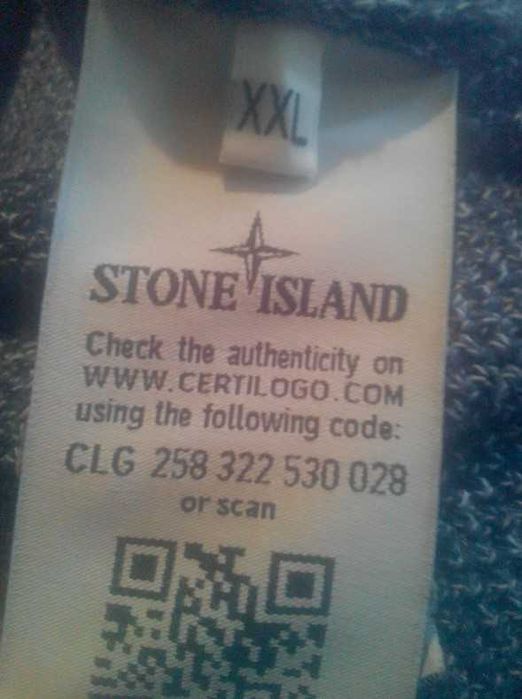 XXL
STONE ISLAND
Check the authenticity on
WWW.CERTILOGO.COM
using the following code:
CLG 258 322 530 028
or scan